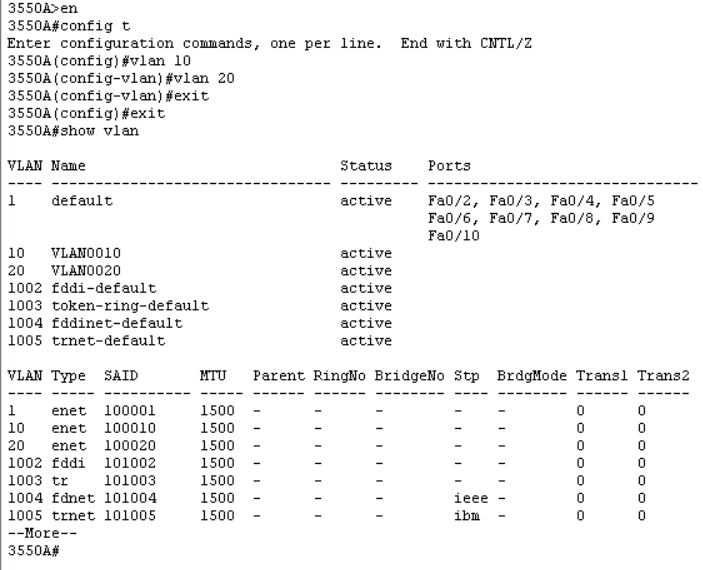 3550A>en
3550A#config t
Enter configuration commands, one per line.  End with CNTL/Z
3550A(config)#vlan 10
3550A(config-vlan)#vlan 20
3550A(config-vlan)#exit
3550A(config)#exit
3550A#show vlan

VLAN Name                             Status    Ports
---- -------------------------------- --------- -------------------------------
1    default                          active    Fa0/2, Fa0/3, Fa0/4, Fa0/5
                                                Fa0/6, Fa0/7, Fa0/8, Fa0/9
                                                Fa0/10
10   VLAN0010                         active
20   VLAN0020                         active
1002 fddi-default                     active
1003 token-ring-default               active
1004 fddinet-default                  active
1005 trnet-default                    active

VLAN Type  SAID       MTU   Parent RingNo BridgeNo Stp  BrdgMode Trans1 Trans2
---- ----- ---------- ----- ------ ------ -------- ---- -------- ------ ------
1    enet  100001     1500  -      -      -        -    -        0      0
10   enet  100010     1500  -      -      -        -    -        0      0
20   enet  100020     1500  -      -      -        -    -        0      0
1002 fddi  101002     1500  -      -      -        -    -        0      0
1003 tr    101003     1500  -      -      -        -    -        0      0
1004 fdnet 101004     1500  -      -      -        ieee -        0      0
1005 trnet 101005     1500  -      -      -        ibm  -        0      0
--More--
3550A#